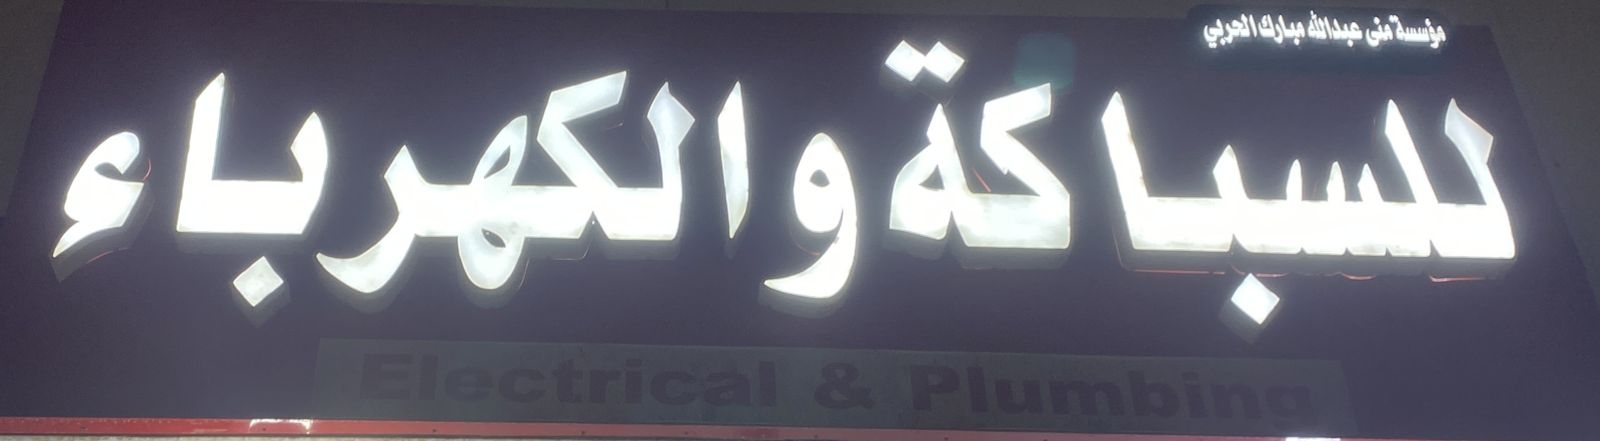 مؤسسة منى عبدالله مبارك الحربي
للسباكة والكهرباء
Electrical & Plumbing